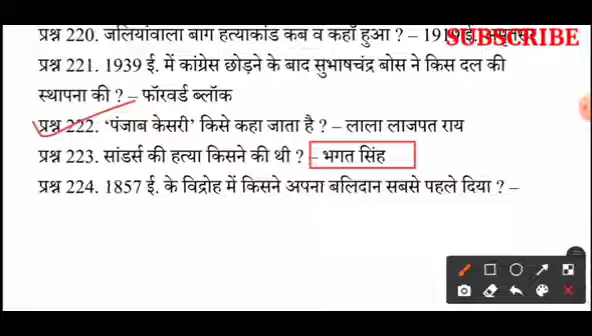 प्रश्न 220. जलियांवाला बाग हत्याकांड कब व कहाँ हुआ ? – 1919 ई.
SUBSCRIBE
प्रश्न 221. 1939 ई. में कांग्रेस छोड़ने के बाद सुभाषचंद्र बोस ने किस दल की
स्थापना की ? – फॉरवर्ड ब्लॉक
प्रश्न 222. ‘पंजाब केसरी’ किसे कहा जाता है ? – लाला लाजपत राय
प्रश्न 223. सांडर्स की हत्या किसने की थी ? – भगत सिंह
प्रश्न 224. 1857 ई. के विद्रोह में किसने अपना बलिदान सबसे पहले दिया ? –